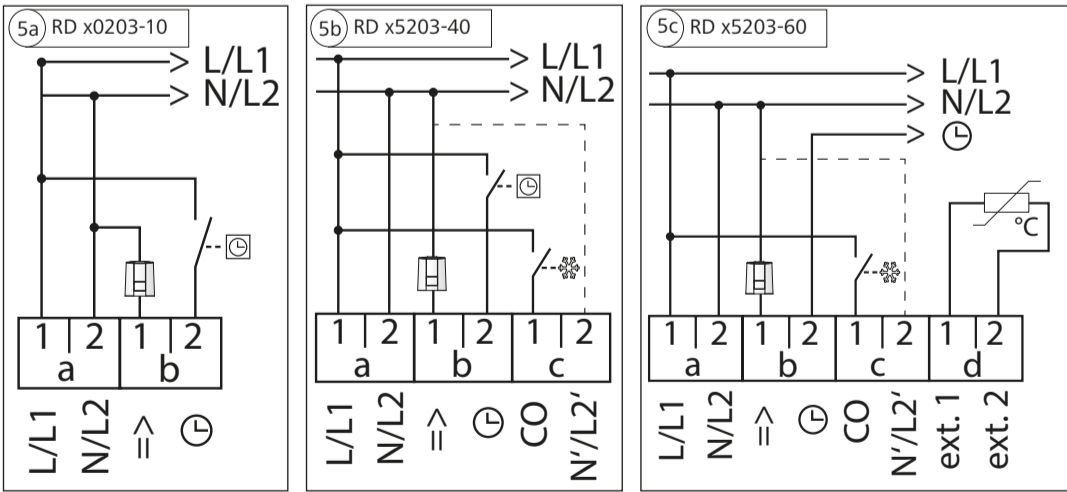 5a RD x0203-10
> L/L1
> N/L2
1 2 1 2
a b
L/L1 N/L2 =>
5b RD x5203-40
> L/L1
> N/L2
1 2 1 2 1 2
a b c
L/L1 N/L2 => CO N'/L2'
5c RD x5203-60
> L/L1
> N/L2
>
°C
1 2 1 2 1 2 1 2
a b c d
L/L1 N/L2 => CO N'/L2' ext. 1 ext. 2